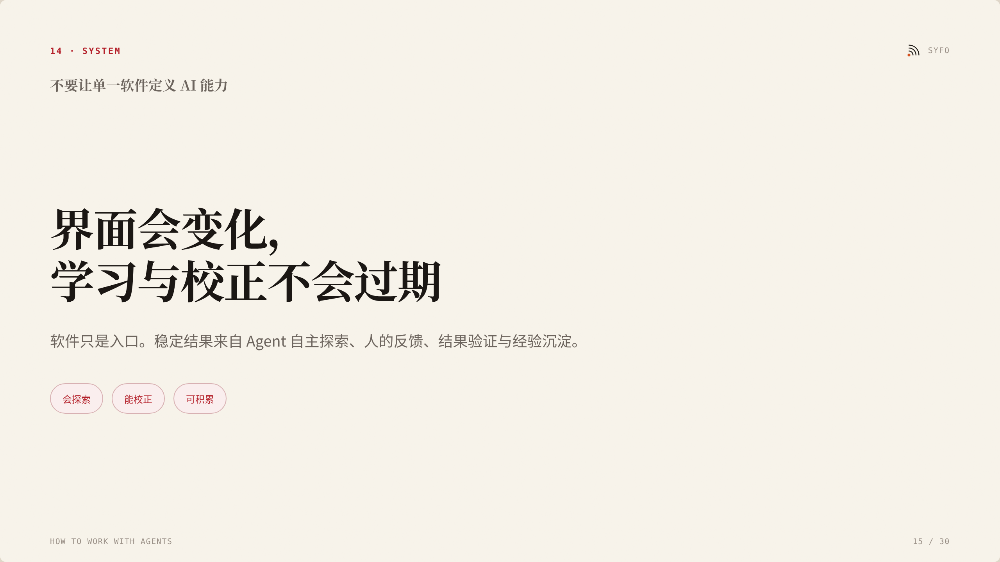 14 · SYSTEM
SYFO
不要让单一软件定义 AI 能力
界面会变化,
学习与校正不会过期
软件只是入口。稳定结果来自 Agent 自主探索、人的反馈、结果验证与经验沉淀。
会探索
能校正
可积累
HOW TO WORK WITH AGENTS
15 / 30